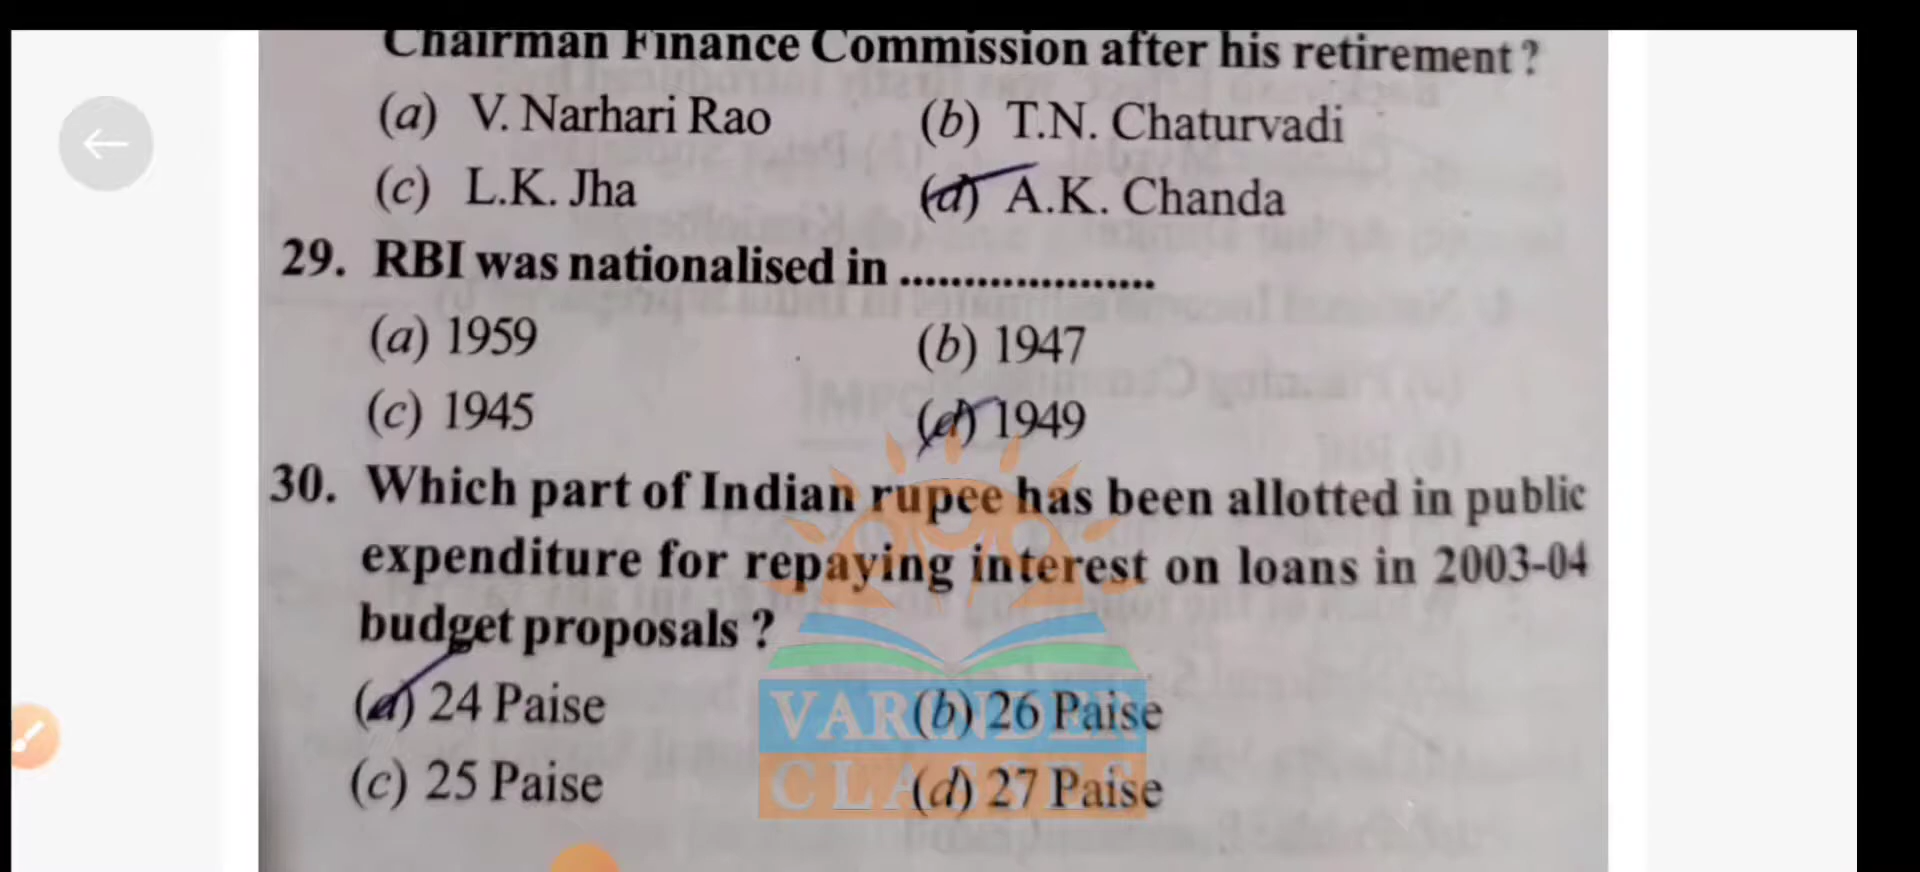 Chairman Finance Commission after his retirement ?
(a) V. Narhari Rao (b) T.N. Chaturvadi
(c) L.K. Jha (d) A.K. Chanda
29. RBI was nationalised in ....................
(a) 1959 (b) 1947
(c) 1945 (d) 1949
30. Which part of Indian rupee has been allotted in public
expenditure for repaying interest on loans in 2003-04
budget proposals ?
(a) 24 Paise (b) 26 Paise
(c) 25 Paise (d) 27 Paise
VARINDER
CLASSES